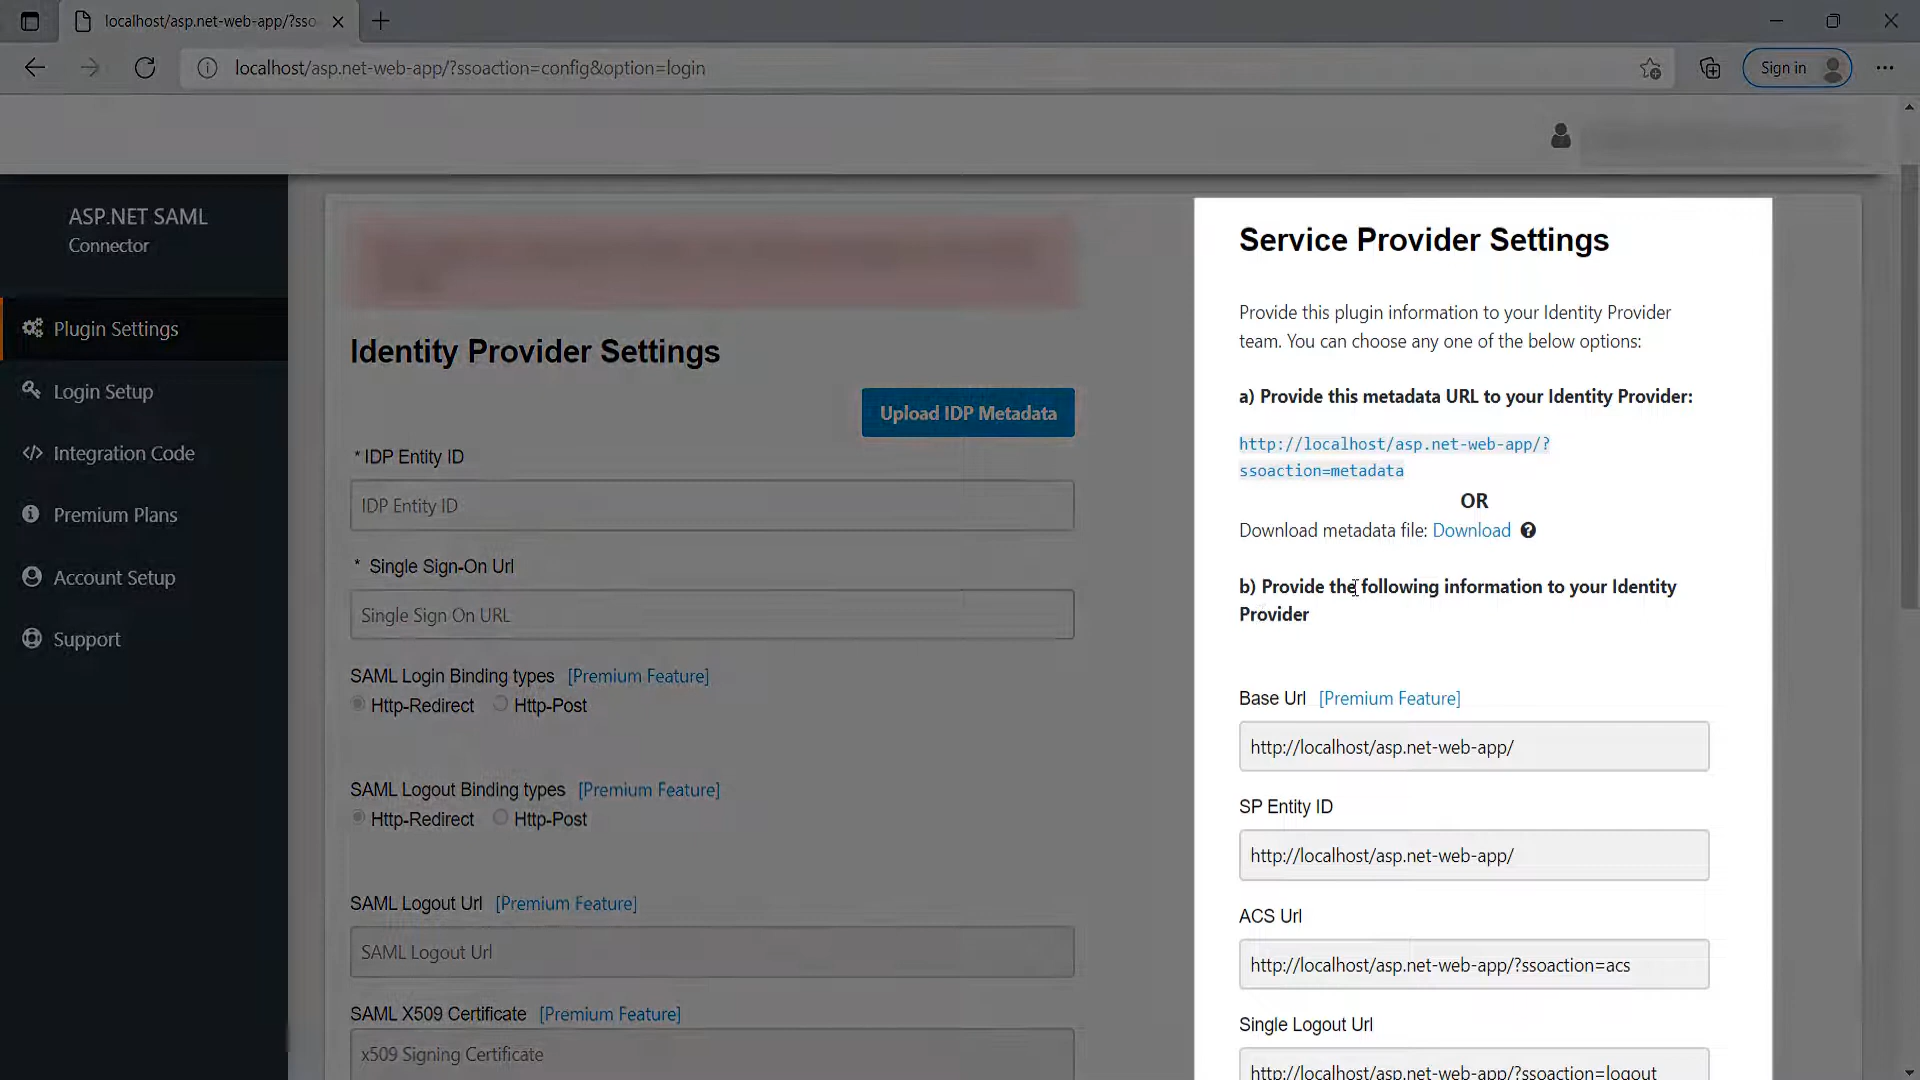 localhost/asp.net-web-app/?sso
localhost/asp.net-web-app/?ssoaction=config&option=login
Sign in
ASP.NET SAML
Connector
Plugin Settings
Login Setup
Integration Code
Premium Plans
Account Setup
Support
Identity Provider Settings
Upload IDP Metadata
* IDP Entity ID
IDP Entity ID
* Single Sign-On Url
Single Sign On URL
SAML Login Binding types [Premium Feature]
Http-Redirect Http-Post
SAML Logout Binding types [Premium Feature]
Http-Redirect Http-Post
SAML Logout Url [Premium Feature]
SAML Logout Url
SAML X509 Certificate [Premium Feature]
x509 Signing Certificate
Service Provider Settings
Provide this plugin information to your Identity Provider
team. You can choose any one of the below options:
a) Provide this metadata URL to your Identity Provider:
http://localhost/asp.net-web-app/?
ssoaction=metadata
OR
Download metadata file: Download
b) Provide the following information to your Identity
Provider
Base Url [Premium Feature]
http://localhost/asp.net-web-app/
SP Entity ID
http://localhost/asp.net-web-app/
ACS Url
http://localhost/asp.net-web-app/?ssoaction=acs
Single Logout Url
http://localhost/asp.net-web-app/?ssoaction=logout